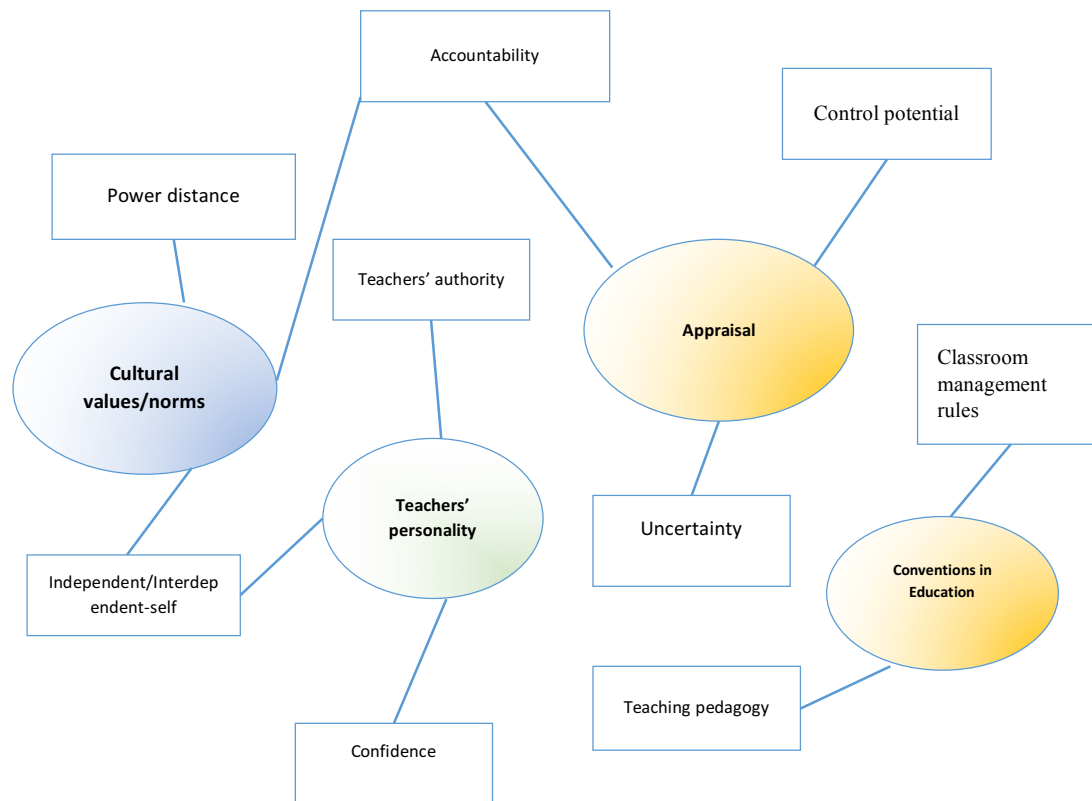 Accountability
Control potential
Power distance
Teachers’ authority
Appraisal
Cultural
values/norms
Classroom
management
rules
Teachers’
personality
Uncertainty
Independent/Interdep
endent-self
Conventions in
Education
Teaching pedagogy
Confidence